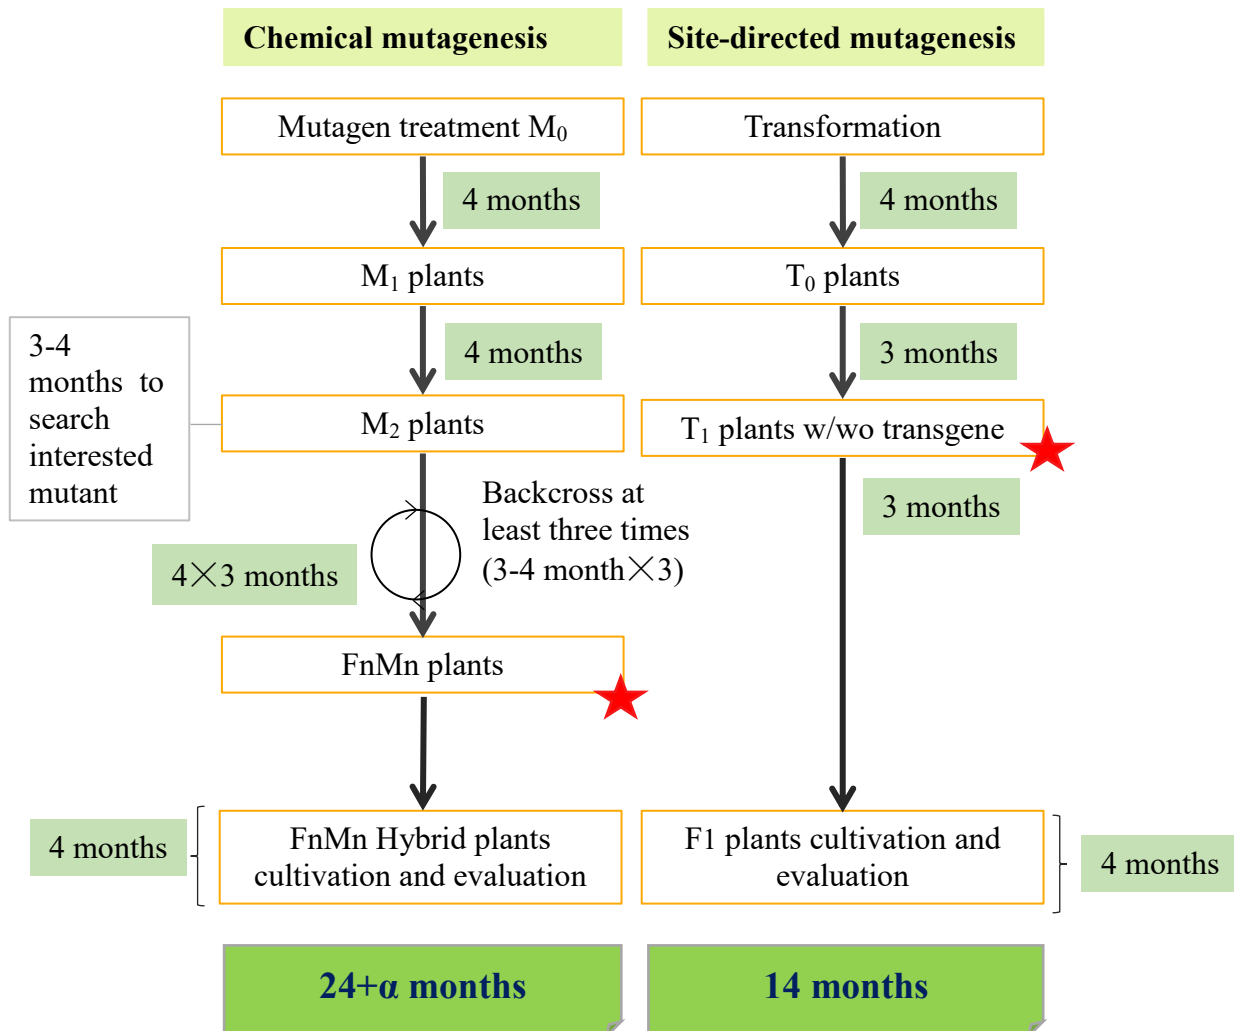 Chemical mutagenesis
Site-directed mutagenesis
Mutagen treatment M₀
Transformation
4 months
4 months
M₁ plants
T₀ plants
3-4
months to
search
interested
mutant
4 months
3 months
M₂ plants
T₁ plants w/wo transgene
Backcross at
least three times
(3-4 month×3)
4×3 months
3 months
FnMn plants
4 months
FnMn Hybrid plants
cultivation and evaluation
F1 plants cultivation and
evaluation
4 months
24+α months
14 months